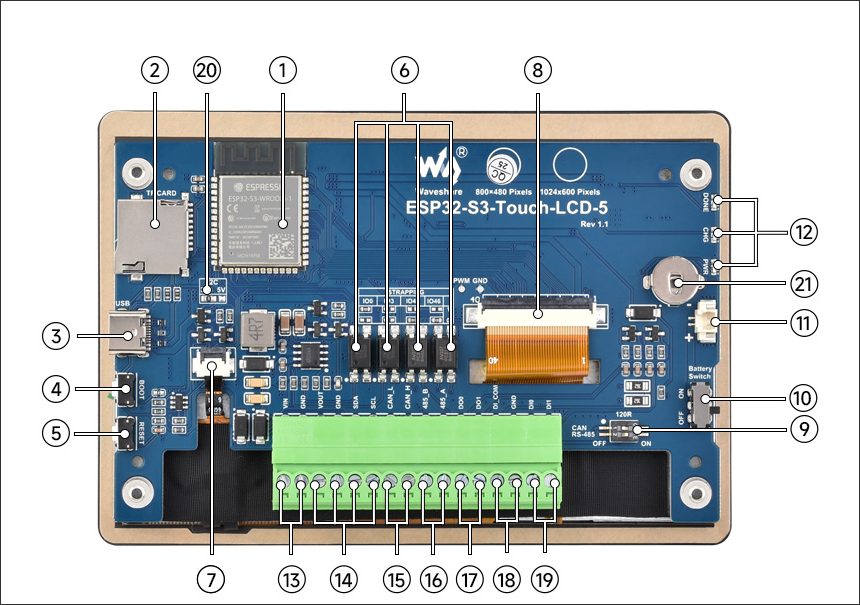 2
20
1
6
8
TF CARD
ESPRESSIF
ESP32-S3-WROOM-1
CE
Waveshare
®
QC
25
800×480 Pixels
1024x600 Pixels
ESP32-S3-Touch-LCD-5
Rev 1.1
DONE
CHG
PWR
12
21
5V
STRAPPING
IO0
IO46
PWM GND
40
USB
3
4R7
11
+
4
BOOT
5
RESET
1
40
Battery
Switch
ON
OFF
10
VIN
GND
VOUT
GND
SDA
SCL
CAN_L
CAN_H
485_B
485_A
DO0
DO1
DI_COM
GND
DI0
DI1
120R
CAN
RS-485
OFF
ON
9
7
13
14
15
16
17
18
19